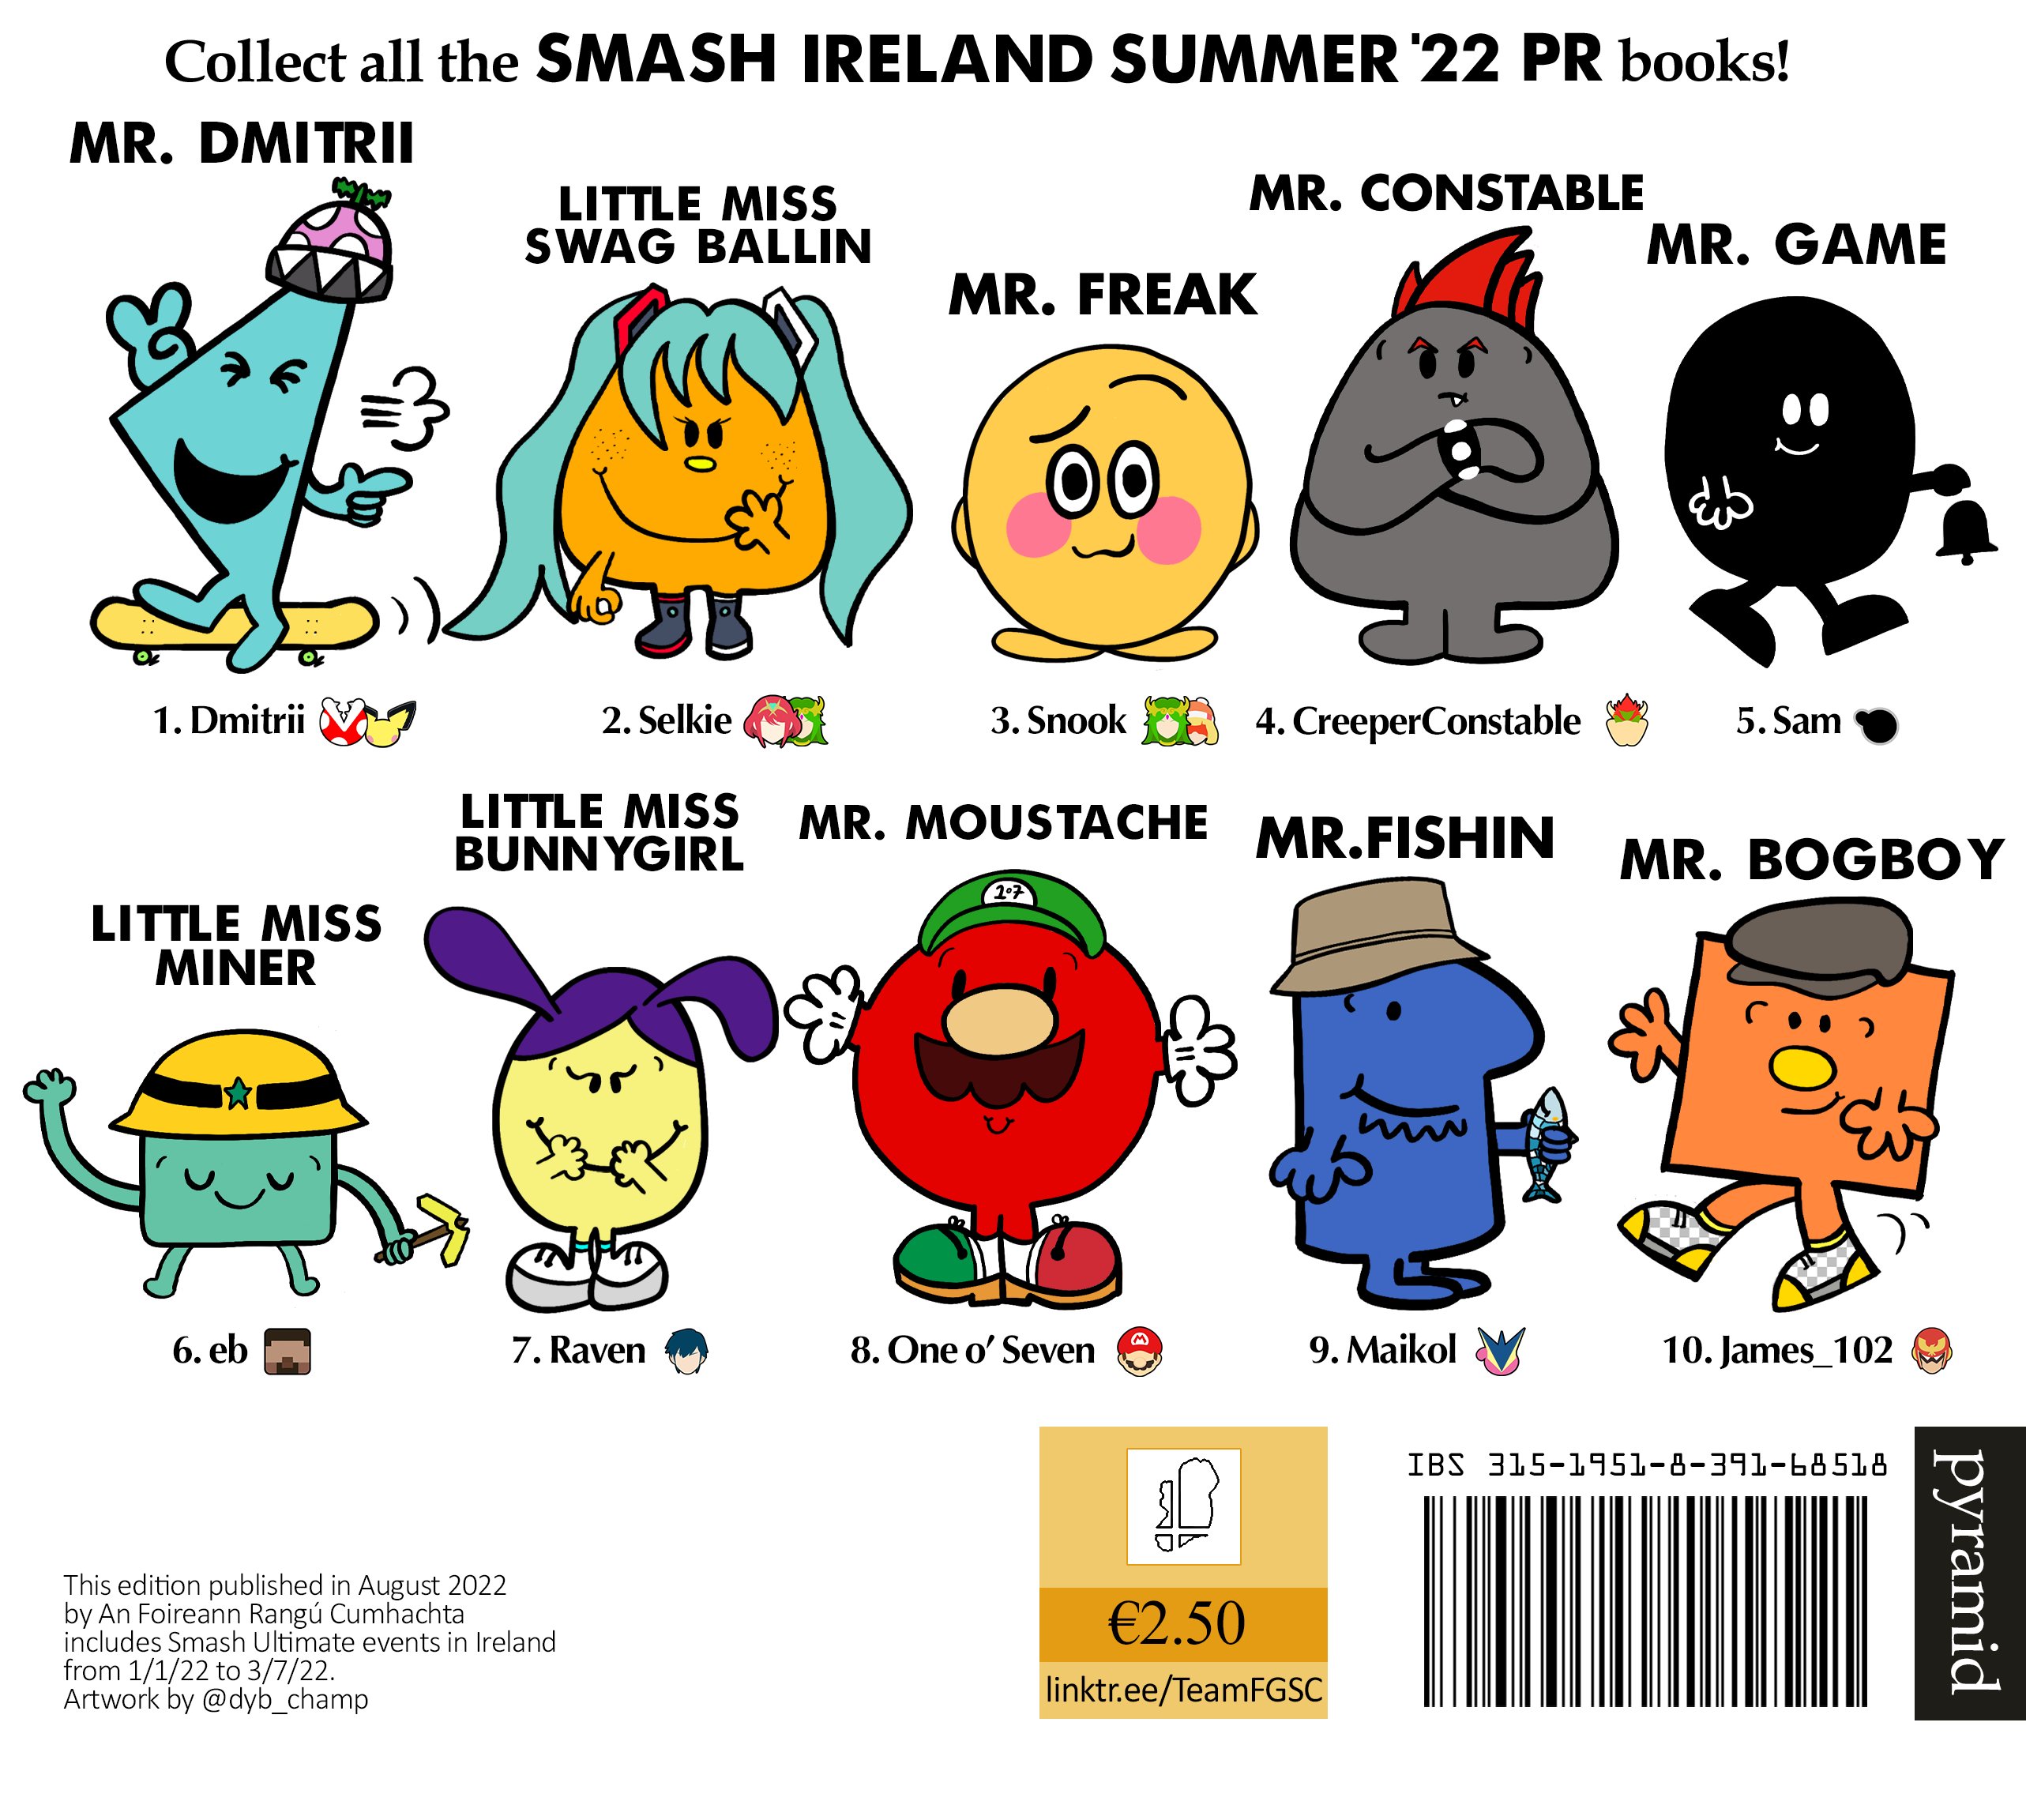 Collect all the SMASH IRELAND SUMMER '22 PR books!
MR. DMITRII
LITTLE MISS
SWAG BALLIN
MR. FREAK
MR. CONSTABLE
MR. GAME
1. Dmitrii
2. Selkie
3. Snook
4. CreeperConstable
5. Sam
LITTLE MISS
MINER
LITTLE MISS
BUNNYGIRL
MR. MOUSTACHE
107
MR.FISHIN
MR. BOGBOY
6. eb
7. Raven
8. One o' Seven
M
9. Maikol
10. James_102
This edition published in August 2022
by An Foireann Rangú Cumhachta
includes Smash Ultimate events in Ireland
from 1/1/22 to 3/7/22.
Artwork by @dyb_champ
€2.50
linktr.ee/TeamFGSC
IBS 315-1951-8-391-68518
pyramid